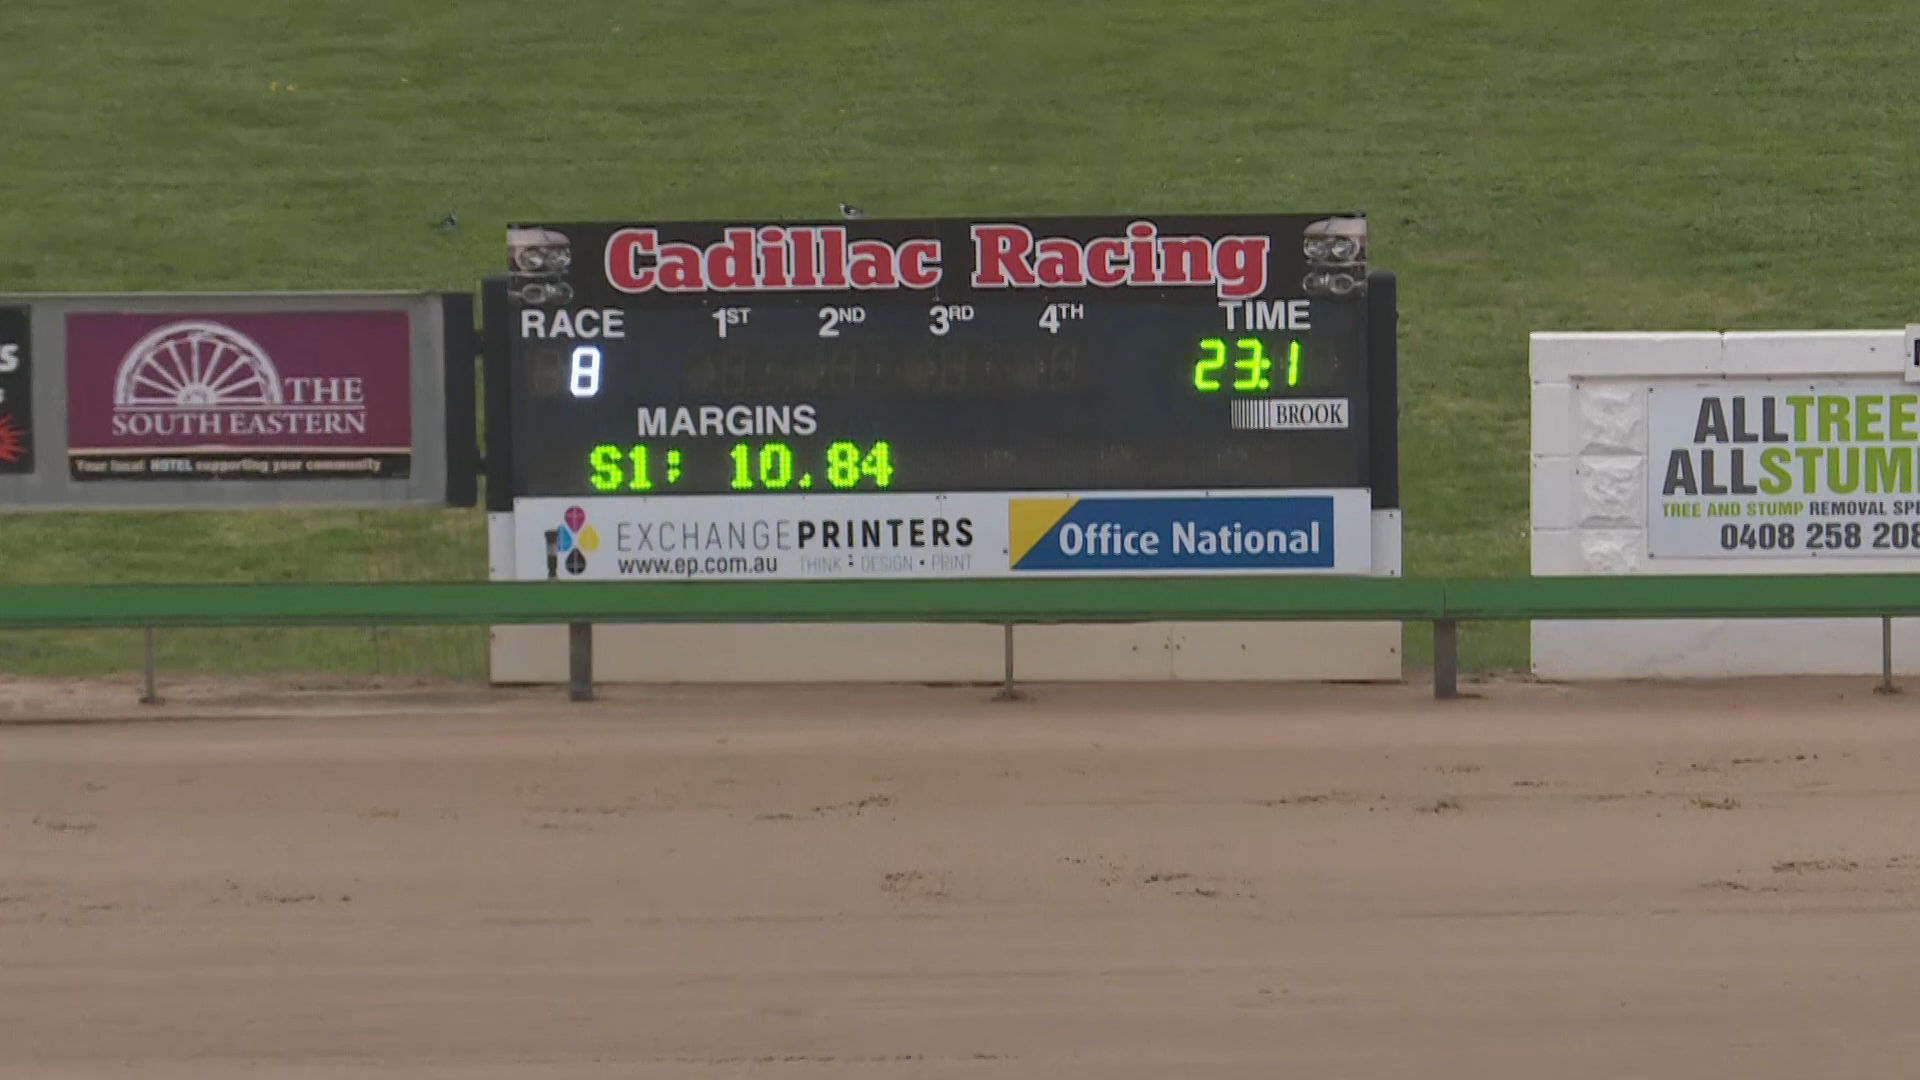 S
THE
SOUTH EASTERN
Your local HOTEL supporting your community
Cadillac Racing
RACE 1ST 2ND 3RD 4TH TIME
8 23:1
MARGINS
BROOK
S1: 10.84
EXCHANGEPRINTERS
www.ep.com.au THINK : DESIGN • PRINT
Office National
ALLTREE
ALLSTUM
TREE AND STUMP REMOVAL SPE
0408 258 208